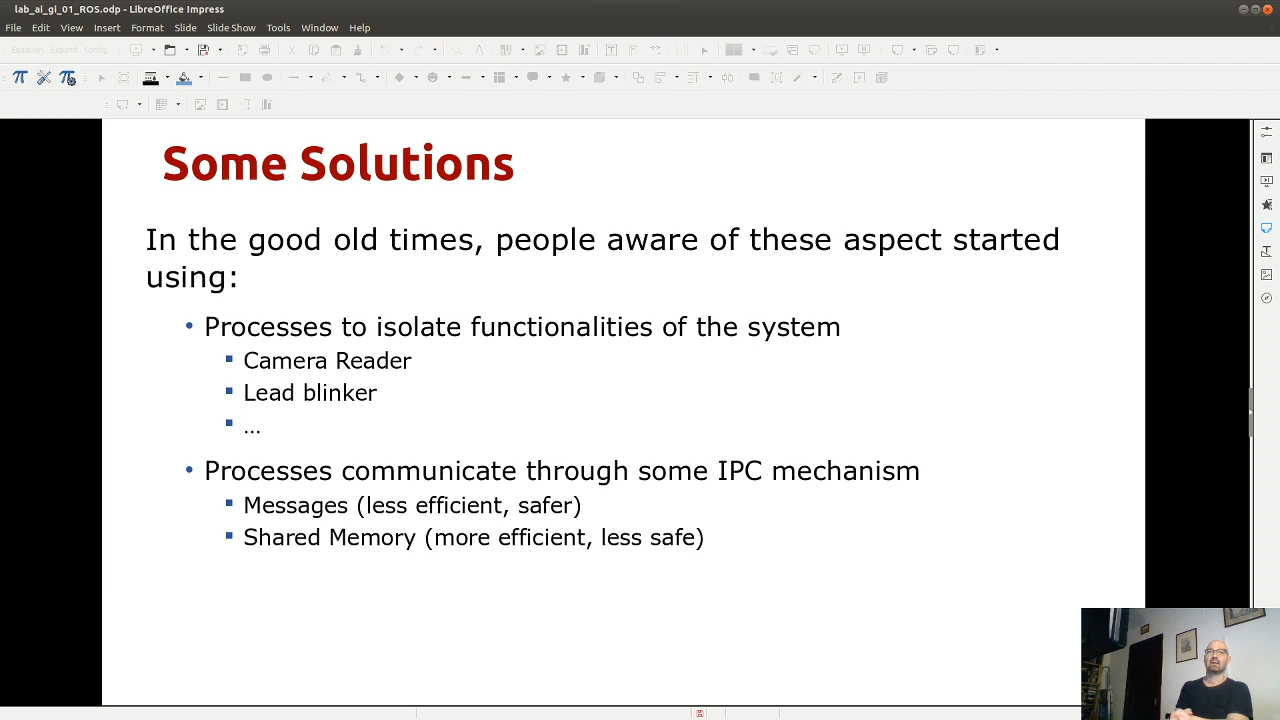 lab_al_gl_01_ROS.odp - LibreOffice Impress
File Edit View Insert Format Slide Slide Show Tools Window Help
Equation Expand Config
Some Solutions
In the good old times, people aware of these aspect started
using:
• Processes to isolate functionalities of the system
▪ Camera Reader
▪ Lead blinker
▪ ...
• Processes communicate through some IPC mechanism
▪ Messages (less efficient, safer)
▪ Shared Memory (more efficient, less safe)